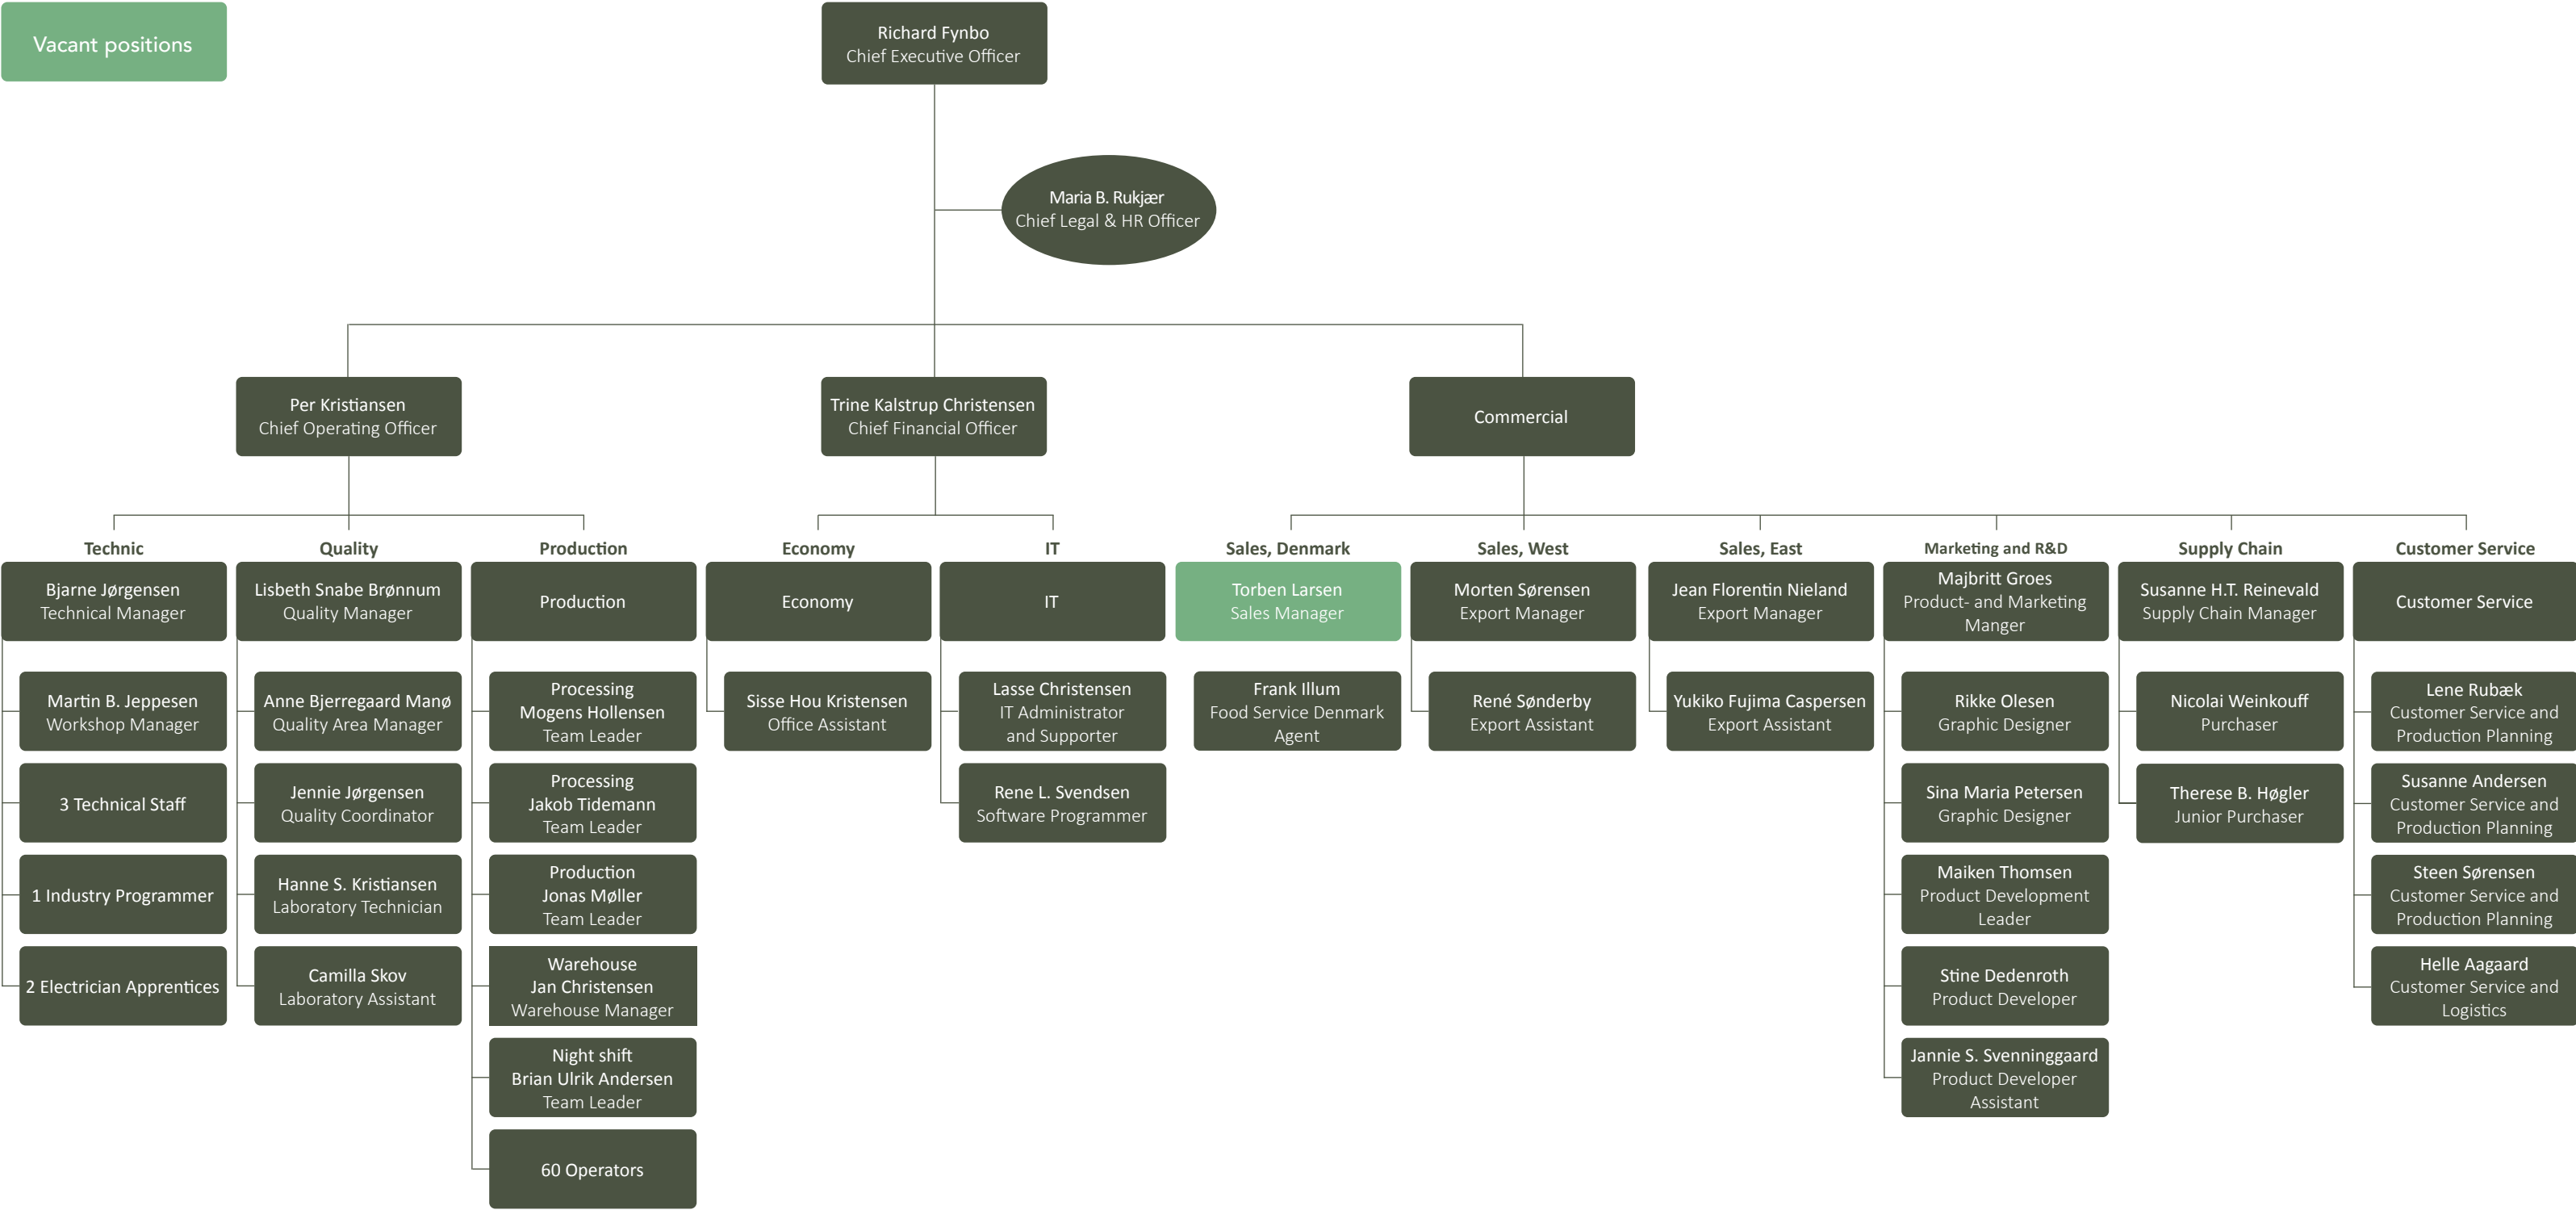 Vacant positions
Richard Fynbo
Chief Executive Officer
Maria B. Rukjær
Chief Legal & HR Officer
Per Kristiansen
Chief Operating Officer
Trine Kalstrup Christensen
Chief Financial Officer
Commercial
Technic
Bjarne Jørgensen
Technical Manager
Martin B. Jeppesen
Workshop Manager
3 Technical Staff
1 Industry Programmer
2 Electrician Apprentices
Quality
Lisbeth Snabe Brønnum
Quality Manager
Anne Bjerregaard Manø
Quality Area Manager
Jennie Jørgensen
Quality Coordinator
Hanne S. Kristiansen
Laboratory Technician
Camilla Skov
Laboratory Assistant
Production
Production
Processing
Mogens Hollensen
Team Leader
Processing
Jakob Tidemann
Team Leader
Production
Jonas Møller
Team Leader
Warehouse
Jan Christensen
Warehouse Manager
Night shift
Brian Ulrik Andersen
Team Leader
60 Operators
Economy
Economy
Sisse Hou Kristensen
Office Assistant
IT
IT
Lasse Christensen
IT Administrator
and Supporter
Rene L. Svendsen
Software Programmer
Sales, Denmark
Torben Larsen
Sales Manager
Frank Illum
Food Service Denmark
Agent
Sales, West
Morten Sørensen
Export Manager
René Sønderby
Export Assistant
Sales, East
Jean Florentin Nieland
Export Manager
Yukiko Fujima Caspersen
Export Assistant
Marketing and R&D
Majbritt Groes
Product- and Marketing
Manger
Rikke Olesen
Graphic Designer
Sina Maria Petersen
Graphic Designer
Maiken Thomsen
Product Development
Leader
Stine Dedenroth
Product Developer
Jannie S. Svenninggaard
Product Developer
Assistant
Supply Chain
Susanne H.T. Reinevald
Supply Chain Manager
Nicolai Weinkouff
Purchaser
Therese B. Høgler
Junior Purchaser
Customer Service
Customer Service
Lene Rubæk
Customer Service and
Production Planning
Susanne Andersen
Customer Service and
Production Planning
Steen Sørensen
Customer Service and
Production Planning
Helle Aagaard
Customer Service and
Logistics